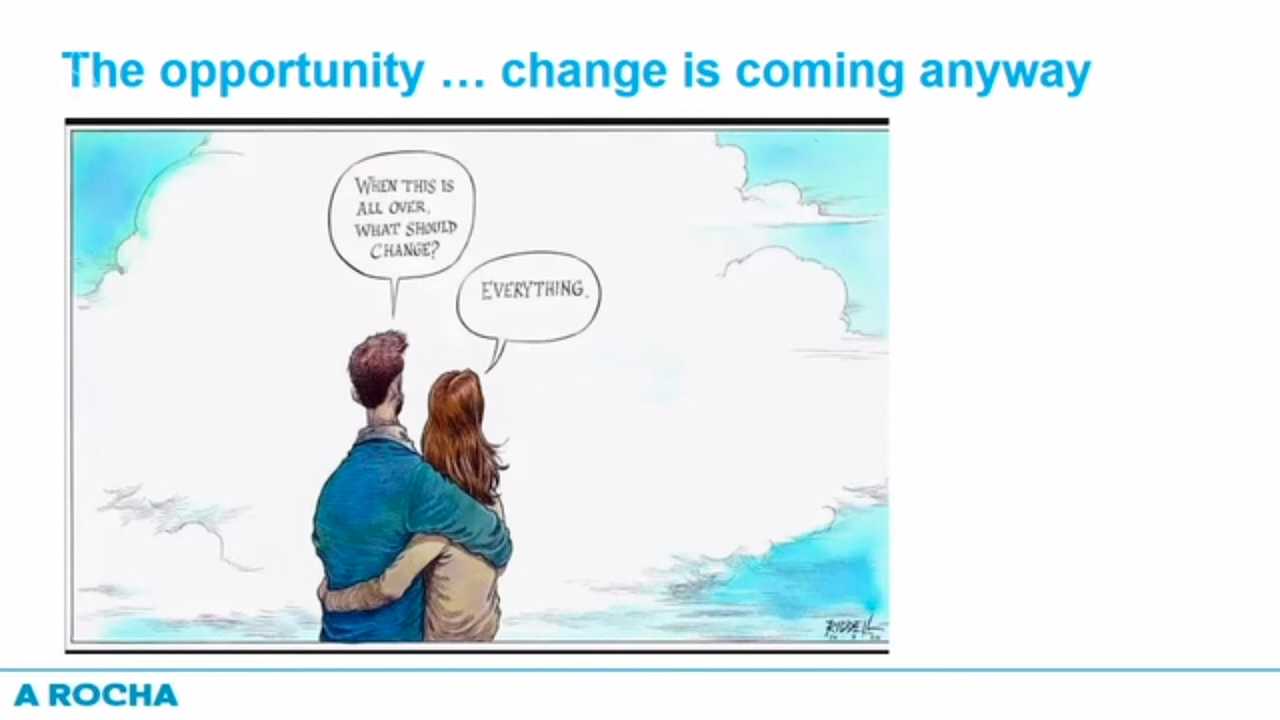 The opportunity … change is coming anyway
WHEN THIS IS
ALL OVER,
WHAT SHOULD
CHANGE?
EVERYTHING.
RIDDELL
A ROCHA